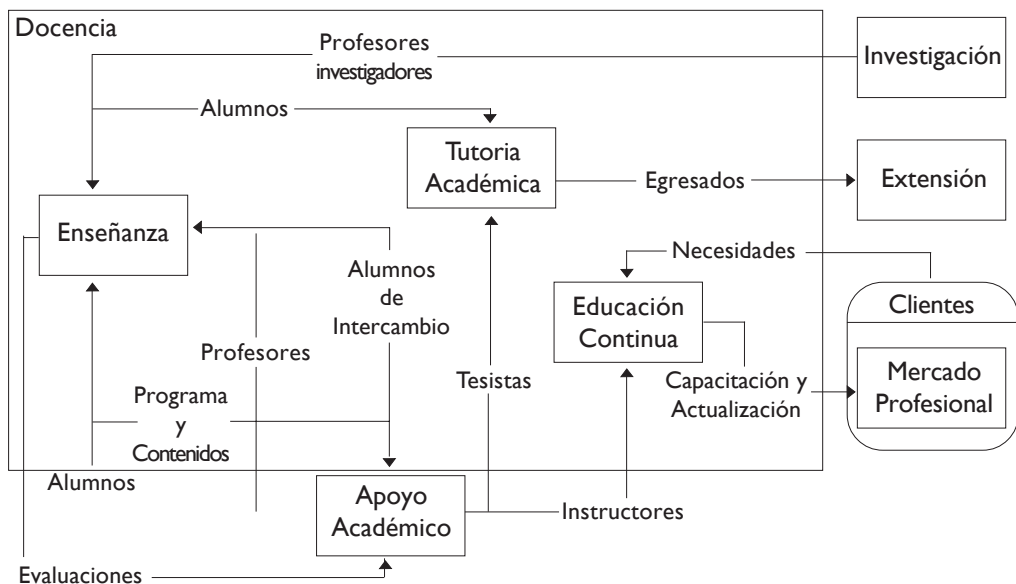 Docencia
Profesores
investigadores
Investigación
Alumnos
Tutoria
Académica
Egresados
Extensión
Enseñanza
Necesidades
Alumnos
de
Intercambio
Educación
Continua
Clientes
Profesores
Tesistas
Capacitación y
Actualización
Mercado
Profesional
Programa
y
Contenidos
Alumnos
Apoyo
Académico
Instructores
Evaluaciones